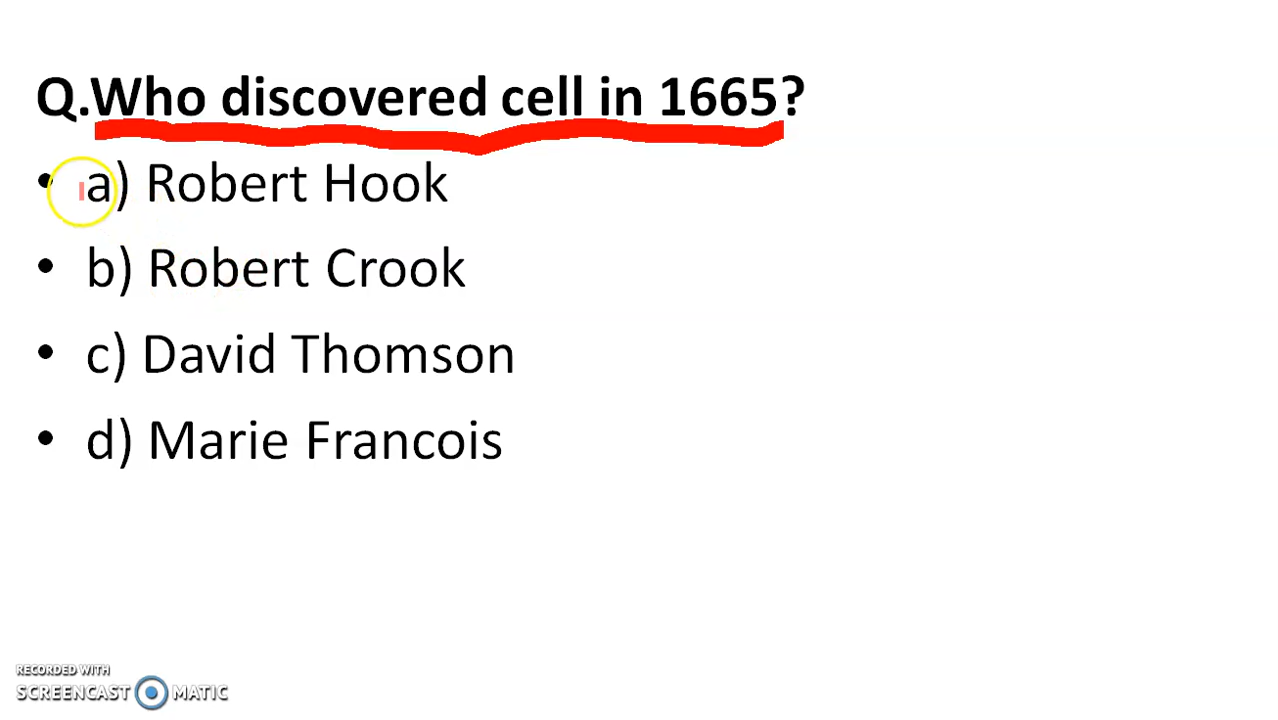 Q.Who discovered cell in 1665?
• a) Robert Hook
• b) Robert Crook
• c) David Thomson
• d) Marie Francois
RECORDED WITH
SCREENCAST MATIC